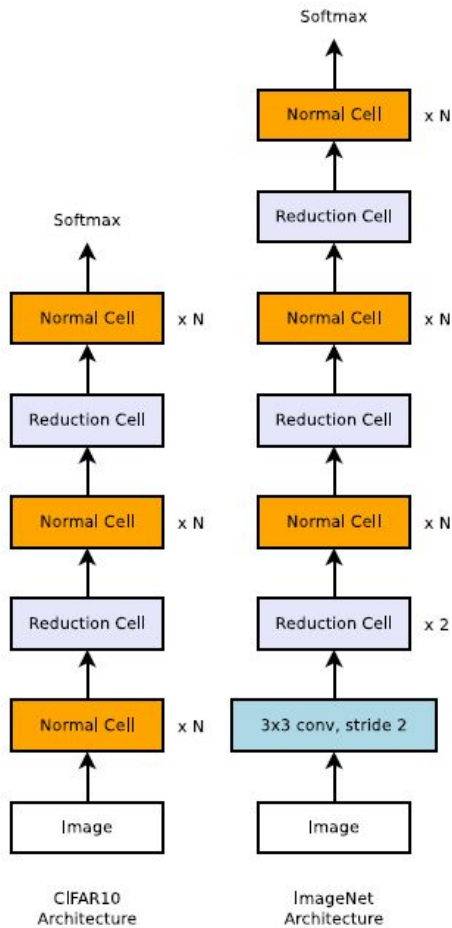 Softmax
Normal Cell
x N
Reduction Cell
Normal Cell
x N
Reduction Cell
Normal Cell
x N
Image
CIFAR10
Architecture
Softmax
Normal Cell
x N
Reduction Cell
Normal Cell
x N
Reduction Cell
Normal Cell
x N
Reduction Cell
x 2
3x3 conv, stride 2
Image
ImageNet
Architecture